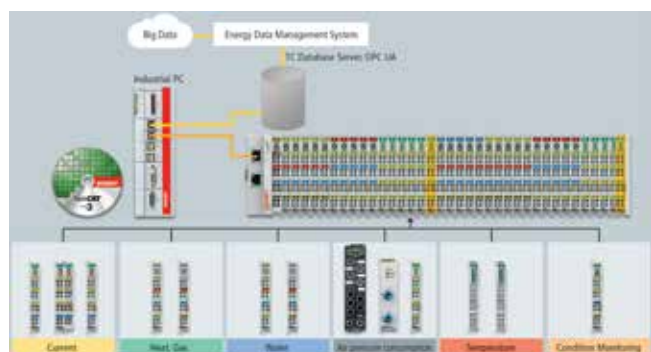 Big Data
Energy Data Management System
TC Database Server, OPC UA
Industrial PC
3
Current
Heat, Gas
Water
Air pressure consumption
Temperature
Condition Monitoring